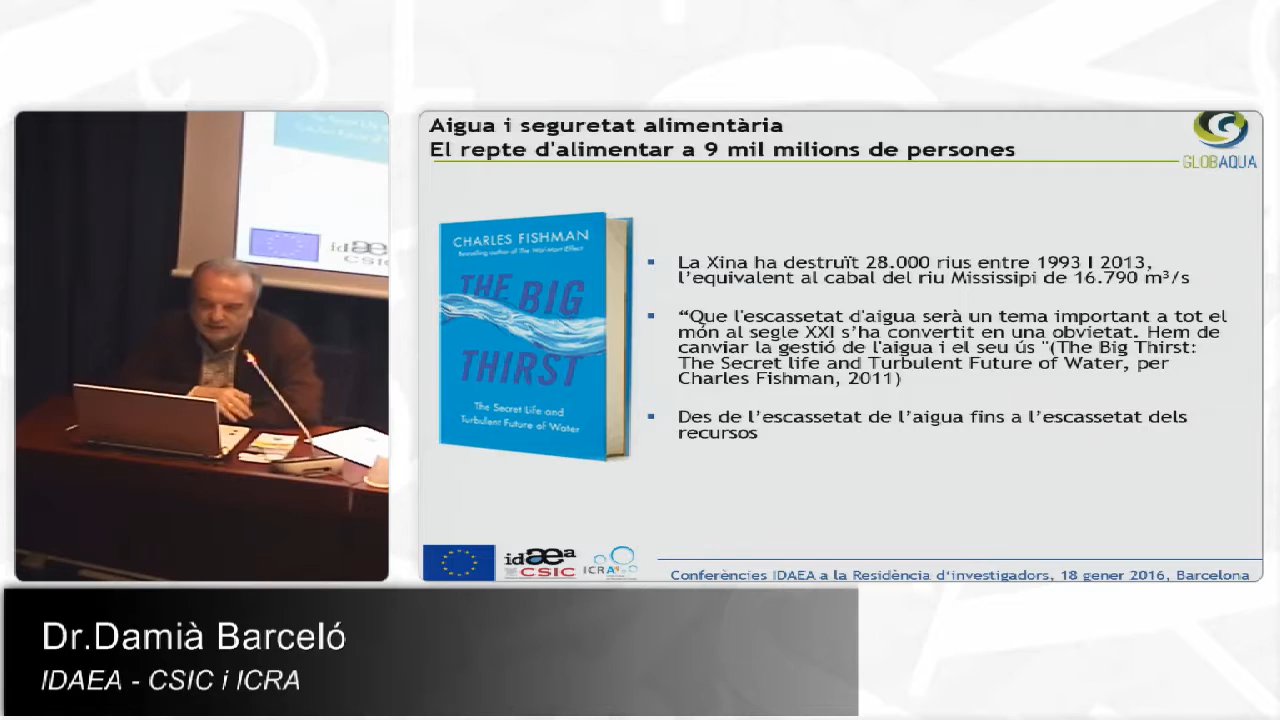 Aigua i seguretat alimentària
El repte d'alimentar a 9 mil milions de persones
GLOBAQUA
CHARLES FISHMAN
Bestselling author of The Wal-Mart Effect
THE BIG
THIRST
The Secret Life and
Turbulent Future of Water
La Xina ha destruït 28.000 rius entre 1993 I 2013,
l’equivalent al cabal del riu Mississipi de 16.790 m³/s
“Que l'escassetat d'aigua serà un tema important a tot el
món al segle XXI s’ha convertit en una obvietat. Hem de
canviar la gestió de l'aigua i el seu ús "(The Big Thirst:
The Secret life and Turbulent Future of Water, per
Charles Fishman, 2011)
Des de l’escassetat de l’aigua fins a l’escassetat dels
recursos
idæa
CSIC
ICRA
Conferències IDAEA a la Residència d’investigadors, 18 gener 2016, Barcelona
Turbulent Future of
idæa
CSIC
Dr.Damià Barceló
IDAEA - CSIC i ICRA